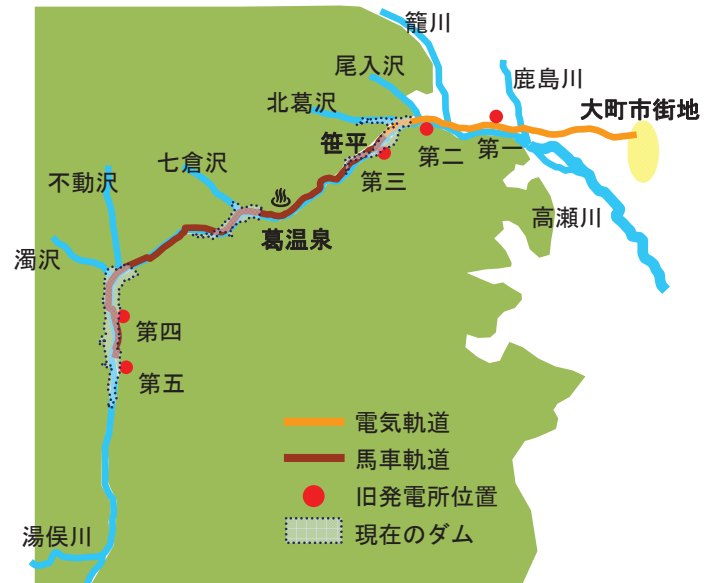 籠川
尾入沢
鹿島川
北葛沢
大町市街地
笹平
第二
第一
七倉沢
第三
不動沢
高瀬川
葛温泉
濁沢
第四
第五
電気軌道
馬車軌道
旧発電所位置
現在のダム
湯俣川